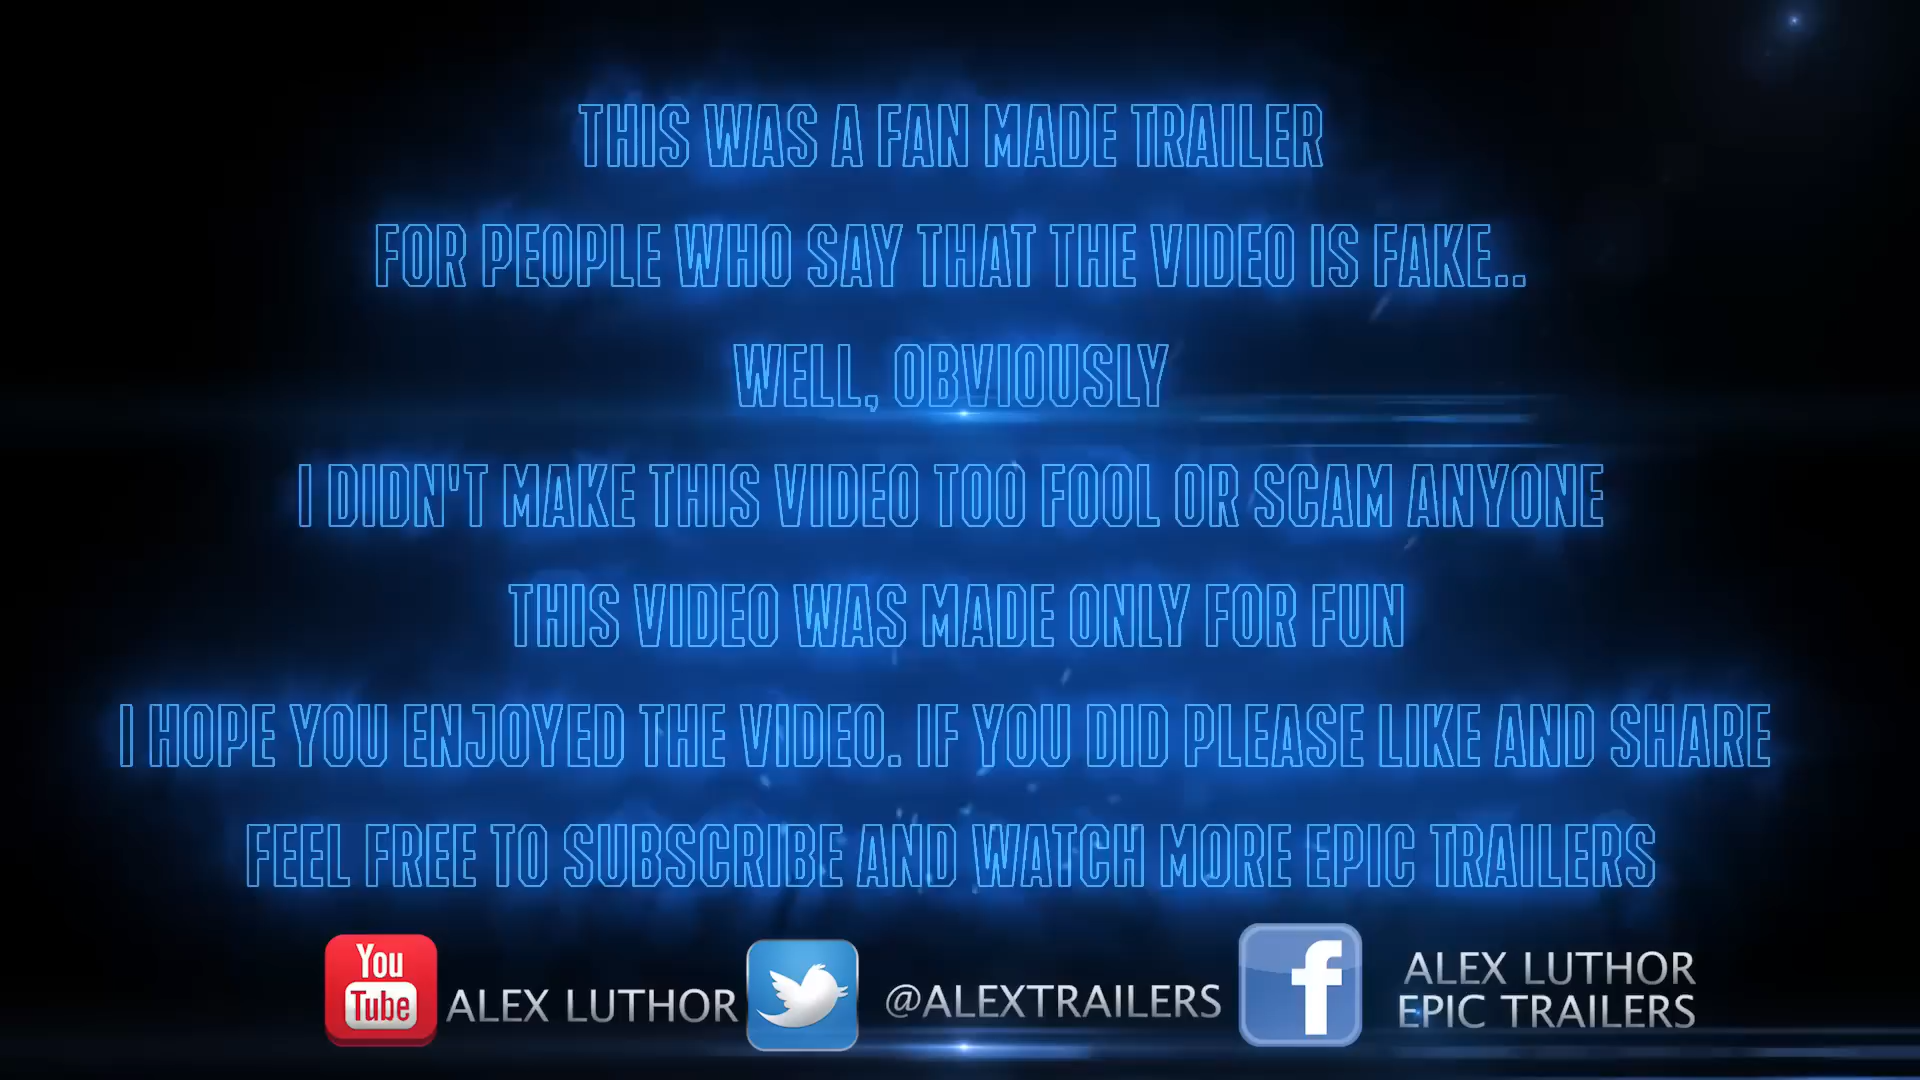 THIS WAS A FAN MADE TRAILER
FOR PEOPLE WHO SAY THAT THE VIDEO IS FAKE..
WELL, OBVIOUSLY
I DIDN'T MAKE THIS VIDEO TOO FOOL OR SCAM ANYONE
THIS VIDEO WAS MADE ONLY FOR FUN
I HOPE YOU ENJOYED THE VIDEO. IF YOU DID PLEASE LIKE AND SHARE
FEEL FREE TO SUBSCRIBE AND WATCH MORE EPIC TRAILERS
You
Tube
ALEX LUTHOR
@ALEXTRAILERS
f
ALEX LUTHOR
EPIC TRAILERS